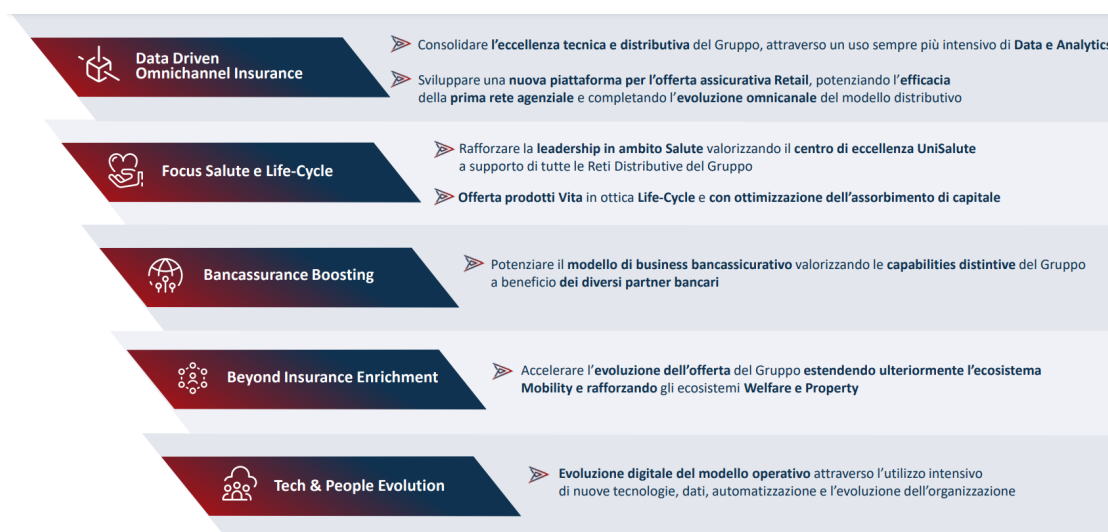 Data Driven
Omnichannel Insurance
Consolidare l'eccellenza tecnica e distributiva del Gruppo, attraverso un uso sempre più intensivo di Data e Analytics
Sviluppare una nuova piattaforma per l'offerta assicurativa Retail, potenziando l'efficacia
della prima rete agenziale e completando l'evoluzione omnicanale del modello distributivo
Focus Salute e Life-Cycle
Rafforzare la leadership in ambito Salute valorizzando il centro di eccellenza UniSalute
a supporto di tutte le Reti Distributive del Gruppo
Offerta prodotti Vita in ottica Life-Cycle e con ottimizzazione dell'assorbimento di capitale
Bancassurance Boosting
Potenziare il modello di business bancassicurativo valorizzando le capabilities distintive del Gruppo
a beneficio dei diversi partner bancari
Beyond Insurance Enrichment
Accelerare l'evoluzione dell'offerta del Gruppo estendendo ulteriormente l'ecosistema
Mobility e rafforzando gli ecosistemi Welfare e Property
Tech & People Evolution
Evoluzione digitale del modello operativo attraverso l'utilizzo intensivo
di nuove tecnologie, dati, automatizzazione e l'evoluzione dell'organizzazione